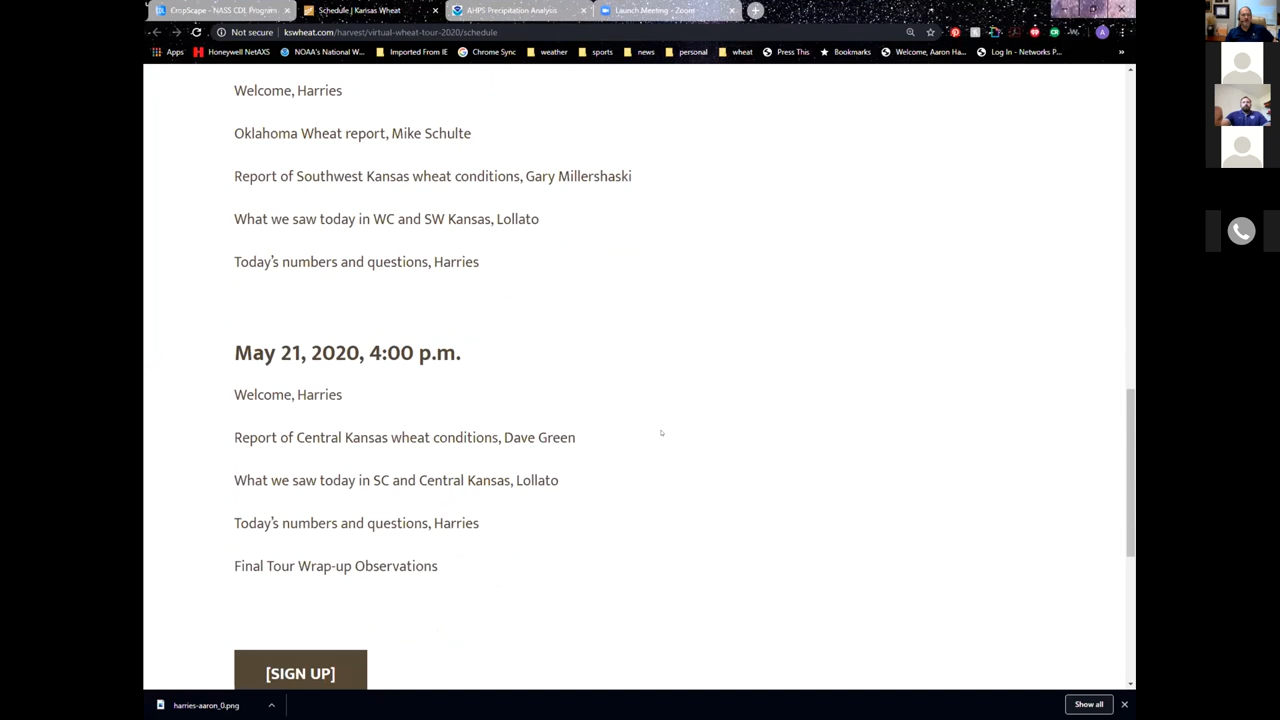 CropScape - NASS CDL Program
Schedule | Kansas Wheat
AHPS Precipitation Analysis
Launch Meeting - Zoom
Not secure | kswheat.com/harvest/virtual-wheat-tour-2020/schedule
Apps
Honeywell NetAXS
NOAA's National W...
Imported From IE
Chrome Sync
weather
sports
news
personal
wheat
Press This
Bookmarks
Welcome, Aaron Ha...
Log In - Networks P...
Welcome, Harries
Oklahoma Wheat report, Mike Schulte
Report of Southwest Kansas wheat conditions, Gary Millershaski
What we saw today in WC and SW Kansas, Lollato
Today's numbers and questions, Harries
May 21, 2020, 4:00 p.m.
Welcome, Harries
Report of Central Kansas wheat conditions, Dave Green
What we saw today in SC and Central Kansas, Lollato
Today's numbers and questions, Harries
Final Tour Wrap-up Observations
[SIGN UP]
harries-aaron_0.png
Show all